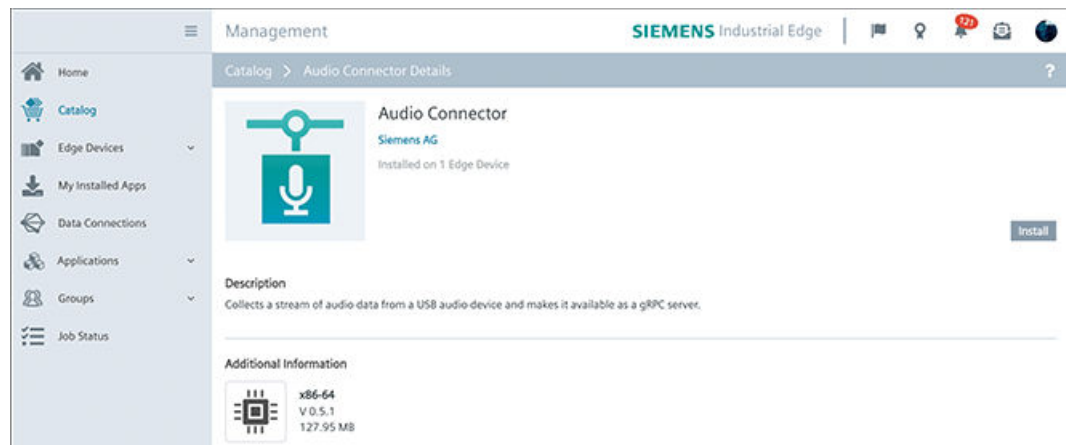 Management
SIEMENS Industrial Edge
121
Home
Catalog
Edge Devices
My Installed Apps
Data Connections
Applications
Groups
Job Status
Catalog > Audio Connector Details
?
Audio Connector
Siemens AG
Installed on 1 Edge Device
Install
Description
Collects a stream of audio data from a USB audio device and makes it available as a gRPC server.
Additional Information
x86-64
V 0.5.1
127.95 MB